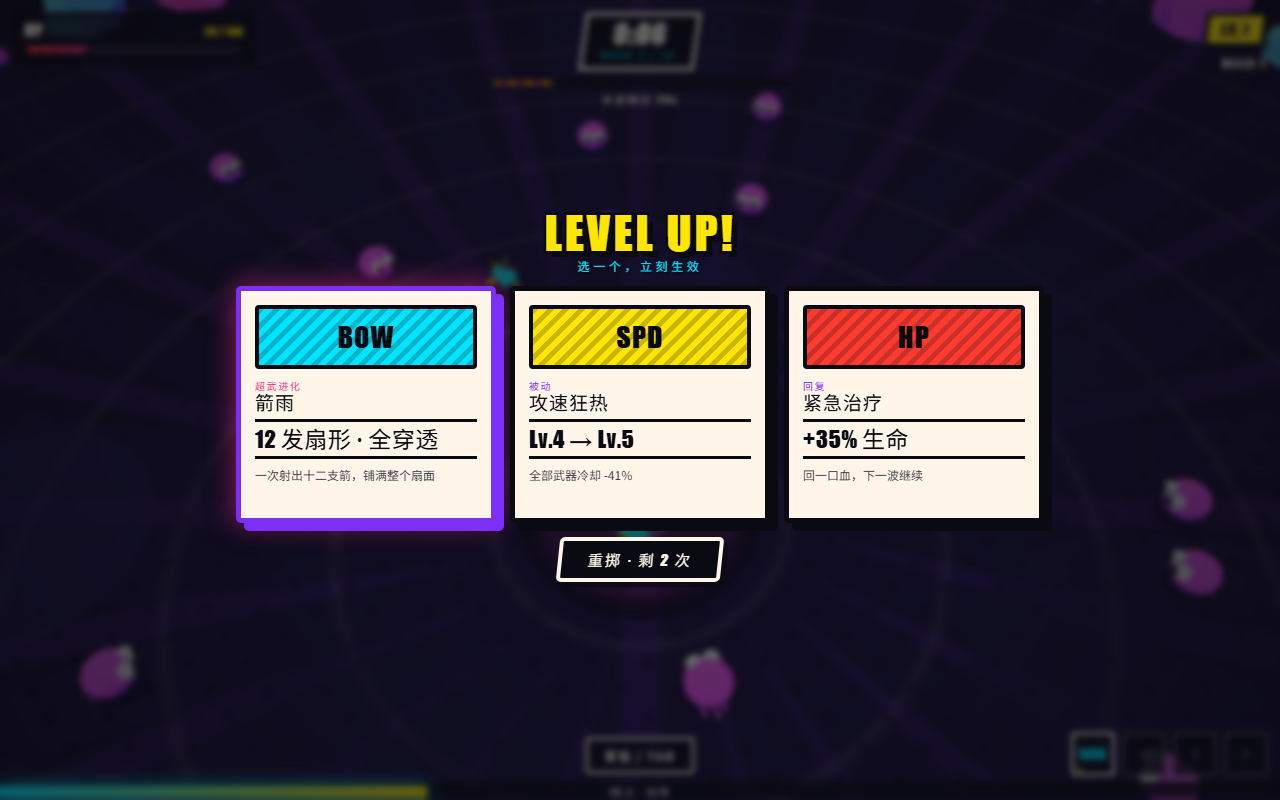 0:06
LEVEL UP!
选一个，立刻生效
BOW
超武进化
箭雨
12 发扇形 · 全穿透
一次射出十二支箭，铺满整个扇面
SPD
被动
攻速狂热
Lv.4 → Lv.5
全部武器冷却 -41%
HP
回复
紧急治疗
+35% 生命
回一口血，下一波继续
重掷 · 剩 2 次